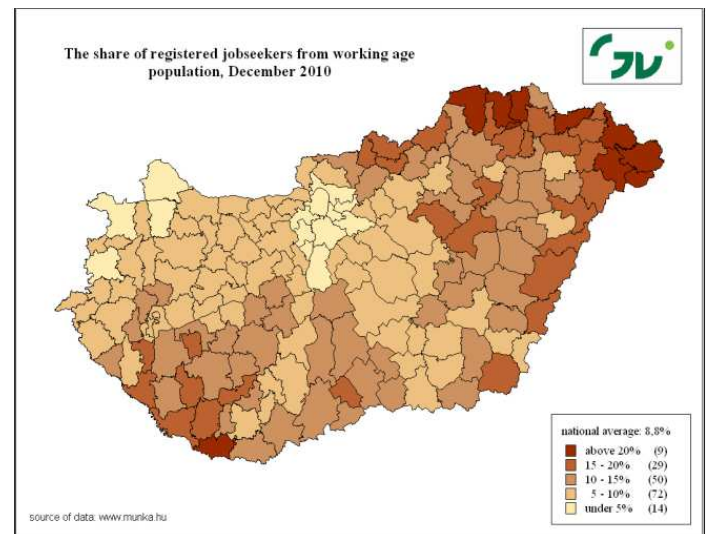 The share of registered jobseekers from working age
population, December 2010
national average: 8,8%
above 20% (9)
15 - 20% (29)
10 - 15% (50)
5 - 10% (72)
under 5% (14)
source of data: www.munka.hu